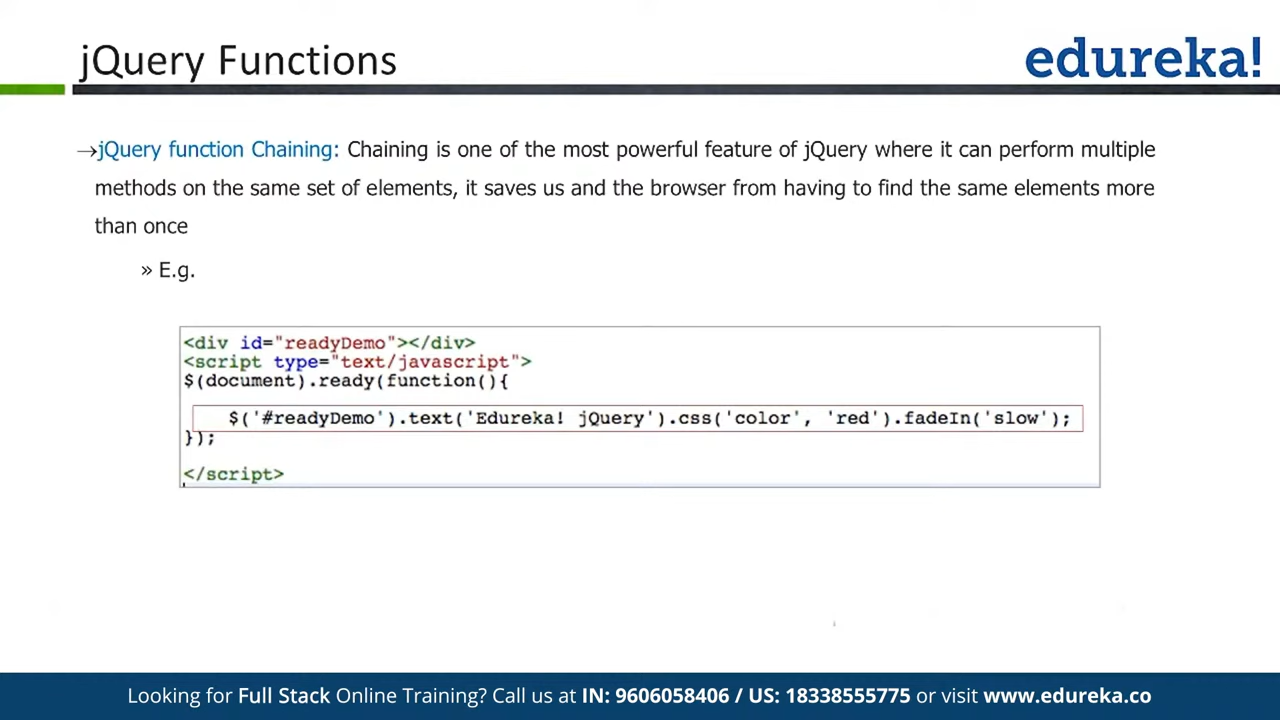 jQuery Functions
edureka!
→jQuery function Chaining: Chaining is one of the most powerful feature of jQuery where it can perform multiple
methods on the same set of elements, it saves us and the browser from having to find the same elements more
than once
» E.g.
<div id="readyDemo"></div>
<script type="text/javascript">
$(document).ready(function(){
$('#readyDemo').text('Edureka! jQuery').css('color', 'red').fadeIn('slow');
});
</script>
Looking for Full Stack Online Training? Call us at IN: 9606058406 / US: 18338555775 or visit www.edureka.co